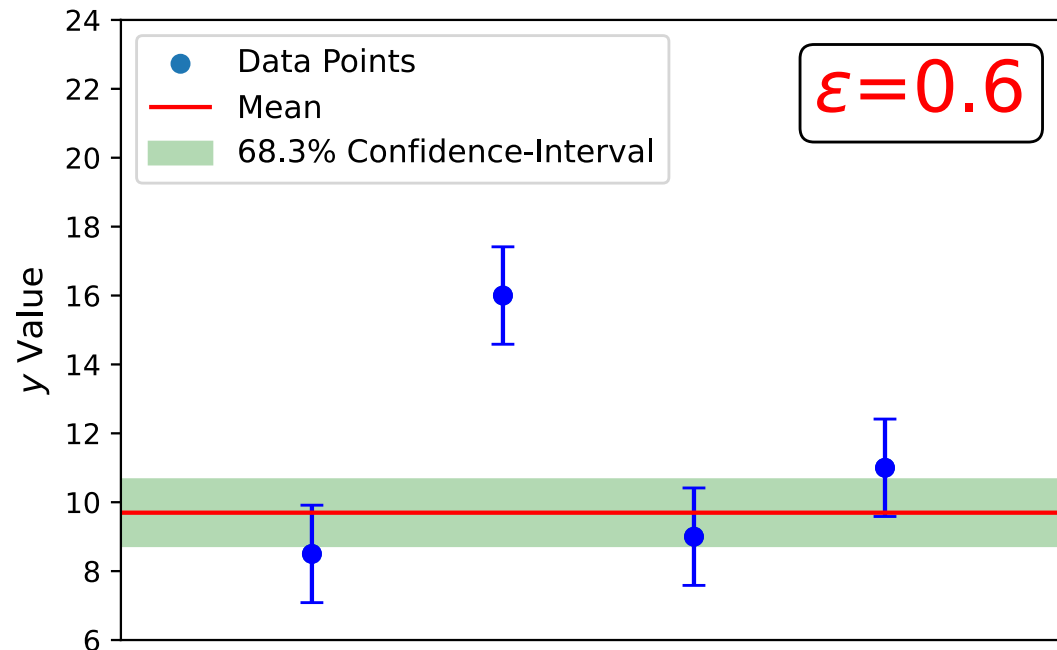 24
22
20
18
16
14
12
10
8
6
y Value
Data Points
Mean
68.3% Confidence-Interval
ε=0.6